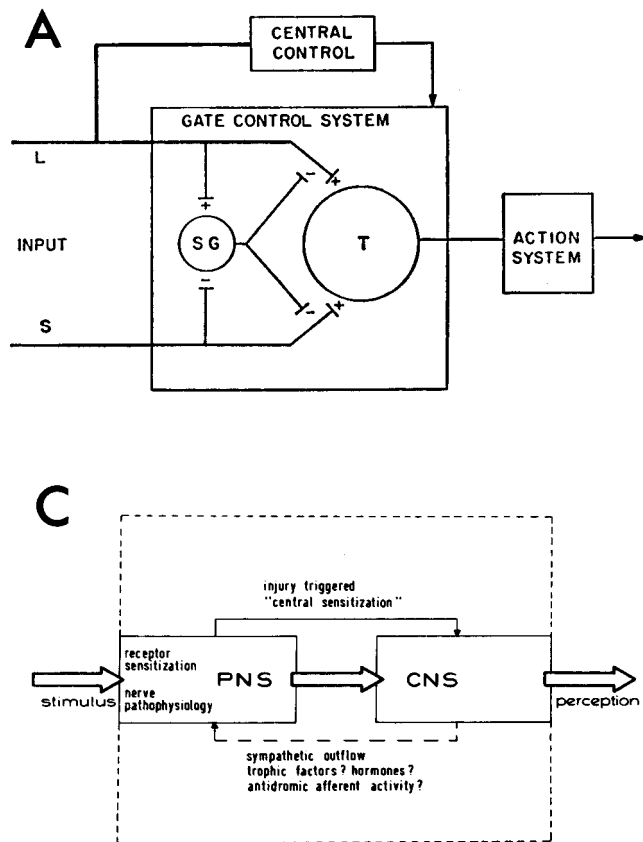 A
CENTRAL
CONTROL
GATE CONTROL SYSTEM
L
+
-
+
SG
T
INPUT
ACTION
SYSTEM
-
-
+
S
C
injury triggered
"central sensitization"
receptor
sensitization
PNS
CNS
nerve
pathophysiology
stimulus
perception
sympathetic outflow
trophic factors? hormones?
antidromic afferent activity?